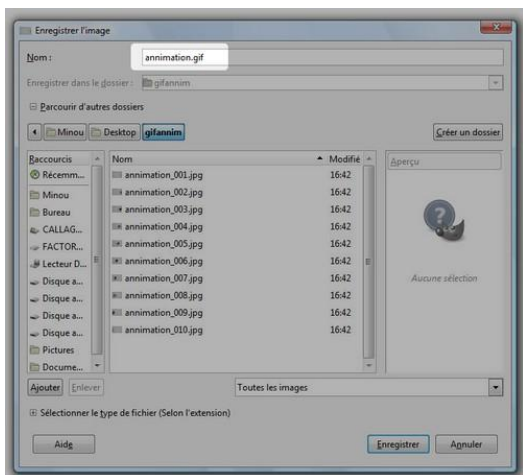 Enregistrer l'image
Nom : annimation.gif
Enregistrer dans le dossier : gifannim
Parcourir d'autres dossiers
Minou Desktop gifannim Créer un dossier
Raccourcis Nom Modifié Aperçu
Récemm... annimation_001.jpg 16:42
Minou annimation_002.jpg 16:42
Bureau annimation_003.jpg 16:42
CALLAG... annimation_004.jpg 16:42
FACTOR... annimation_005.jpg 16:42
Lecteur D... annimation_006.jpg 16:42
Disque a... annimation_007.jpg 16:42 Aucune sélection
Disque a... annimation_008.jpg 16:42
Disque a... annimation_009.jpg 16:42
Disque a... annimation_010.jpg 16:42
Pictures
Docume...
Ajouter Enlever Toutes les images
Sélectionner le type de fichier (Selon l'extension)
Aide Enregistrer Annuler